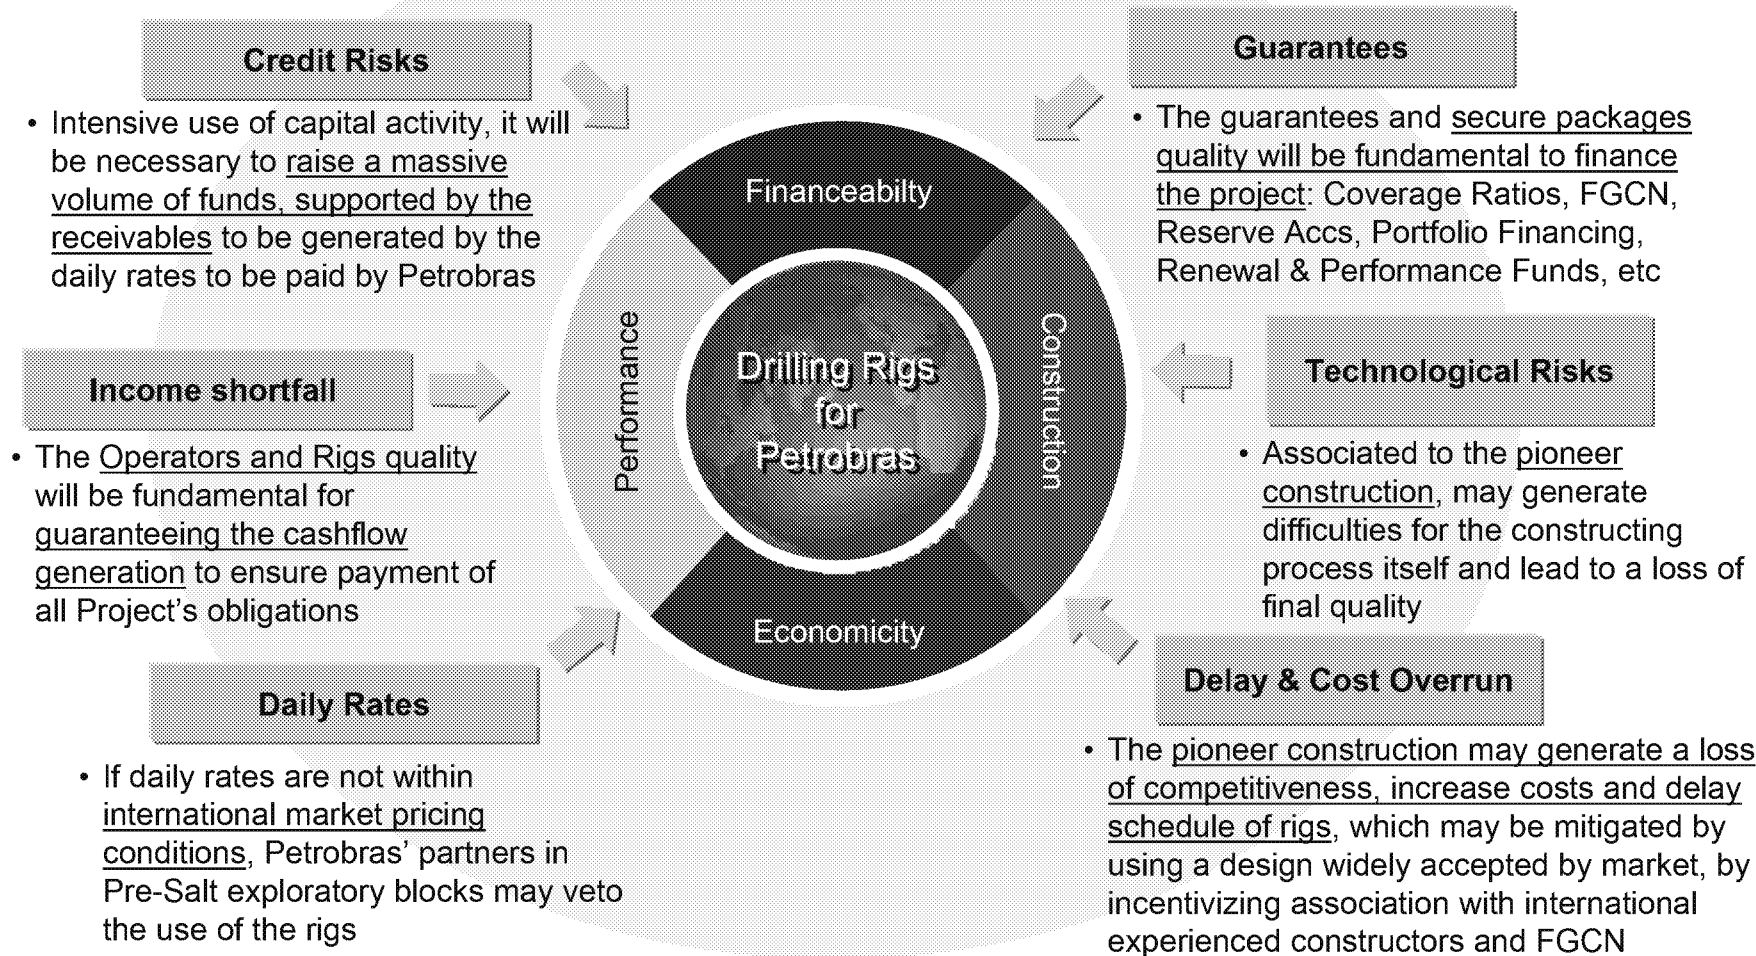 Credit Risks
• Intensive use of capital activity, it will
be necessary to raise a massive
volume of funds, supported by the
receivables to be generated by the
daily rates to be paid by Petrobras
Income shortfall
• The Operators and Rigs quality
will be fundamental for
guaranteeing the cashflow
generation to ensure payment of
all Project's obligations
Daily Rates
• If daily rates are not within
international market pricing
conditions, Petrobras' partners in
Pre-Salt exploratory blocks may veto
the use of the rigs
Financeabilty
Performance
Drilling Rigs
for
Petrobras
Construction
Economicity
Guarantees
• The guarantees and secure packages
quality will be fundamental to finance
the project: Coverage Ratios, FGCN,
Reserve Accs, Portfolio Financing,
Renewal & Performance Funds, etc
Technological Risks
• Associated to the pioneer
construction, may generate
difficulties for the constructing
process itself and lead to a loss of
final quality
Delay & Cost Overrun
• The pioneer construction may generate a loss
of competitiveness, increase costs and delay
schedule of rigs, which may be mitigated by
using a design widely accepted by market, by
incentivizing association with international
experienced constructors and FGCN